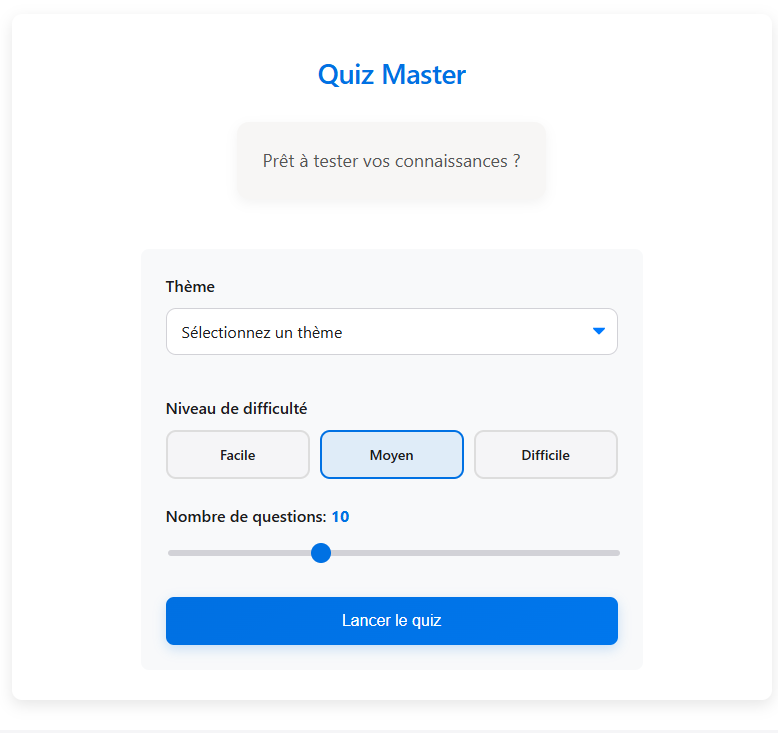 Quiz Master
Prêt à tester vos connaissances ?
Thème
Sélectionnez un thème
Niveau de difficulté
Facile Moyen Difficile
Nombre de questions: 10
Lancer le quiz